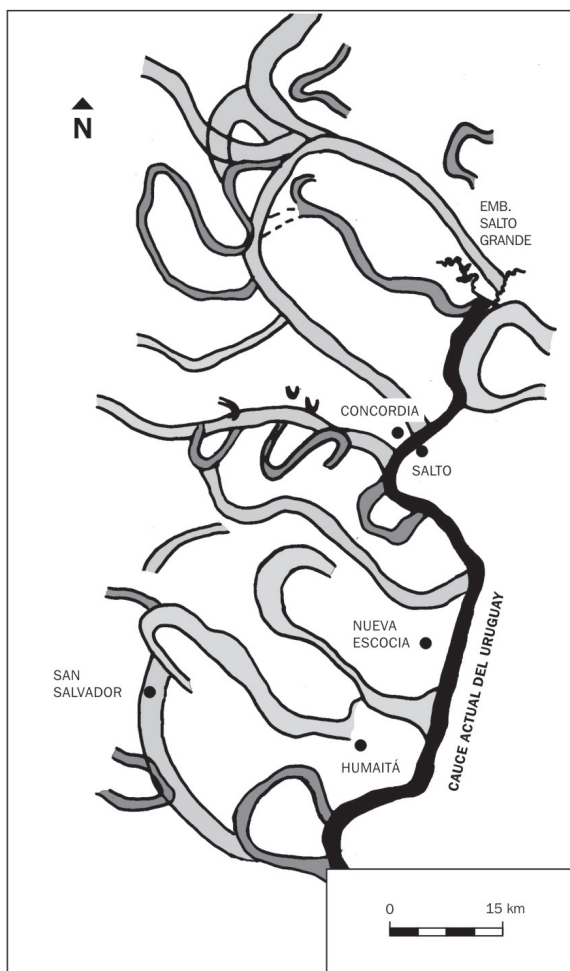 N
EMB.
SALTO
GRANDE
CONCORDIA
SALTO
NUEVA
ESCOCIA
SAN
SALVADOR
HUMAITÁ
CAUCE ACTUAL DEL URUGUAY
0 15 km